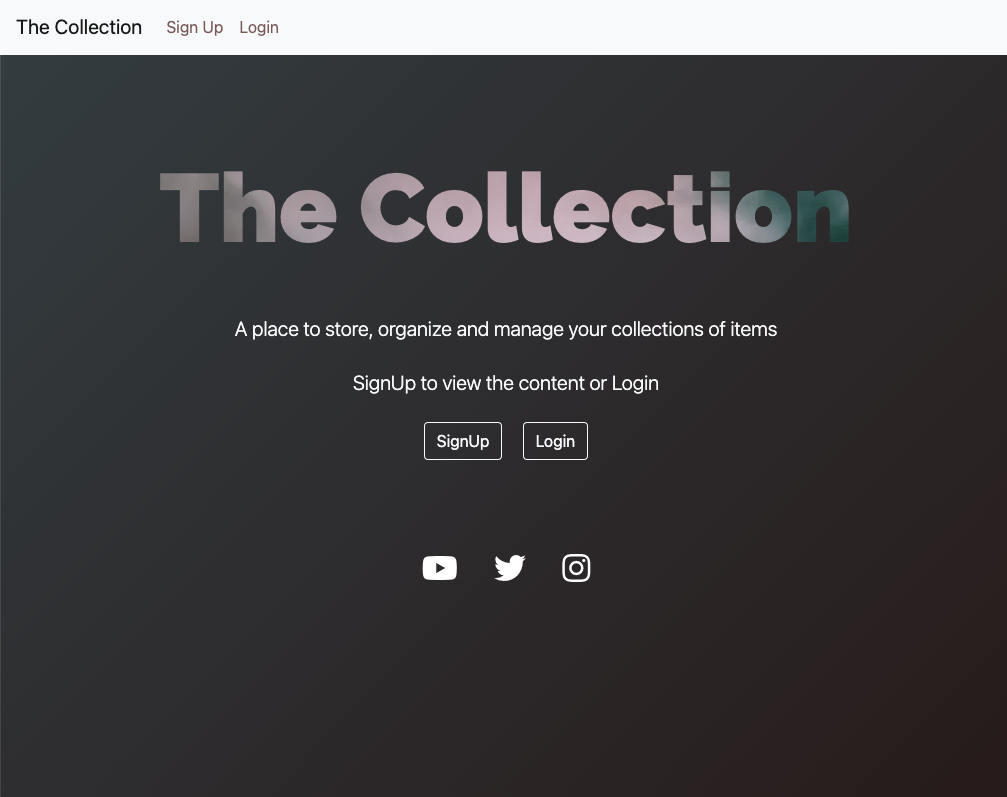 The Collection Sign Up Login
The Collection
A place to store, organize and manage your collections of items
SignUp to view the content or Login
SignUp Login